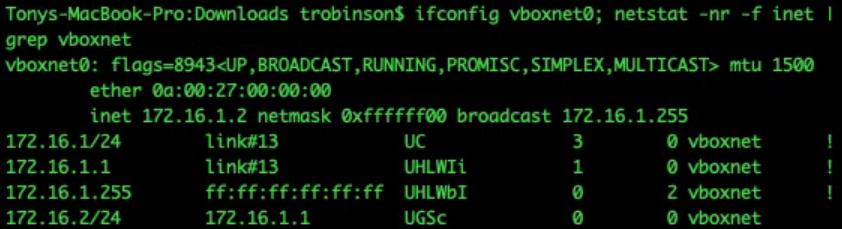 Tonys-MacBook-Pro:Downloads trobinson$ ifconfig vboxnet0; netstat -nr -f inet |
grep vboxnet
vboxnet0: flags=8943<UP,BROADCAST,RUNNING,PROMISC,SIMPLEX,MULTICAST> mtu 1500
ether 0a:00:27:00:00:00
inet 172.16.1.2 netmask 0xffffff00 broadcast 172.16.1.255
172.16.1/24 link#13 UC 3 0 vboxnet !
172.16.1.1 link#13 UHLWIi 1 0 vboxnet !
172.16.1.255 ff:ff:ff:ff:ff:ff UHLWbI 0 2 vboxnet !
172.16.2/24 172.16.1.1 UGSc 0 0 vboxnet